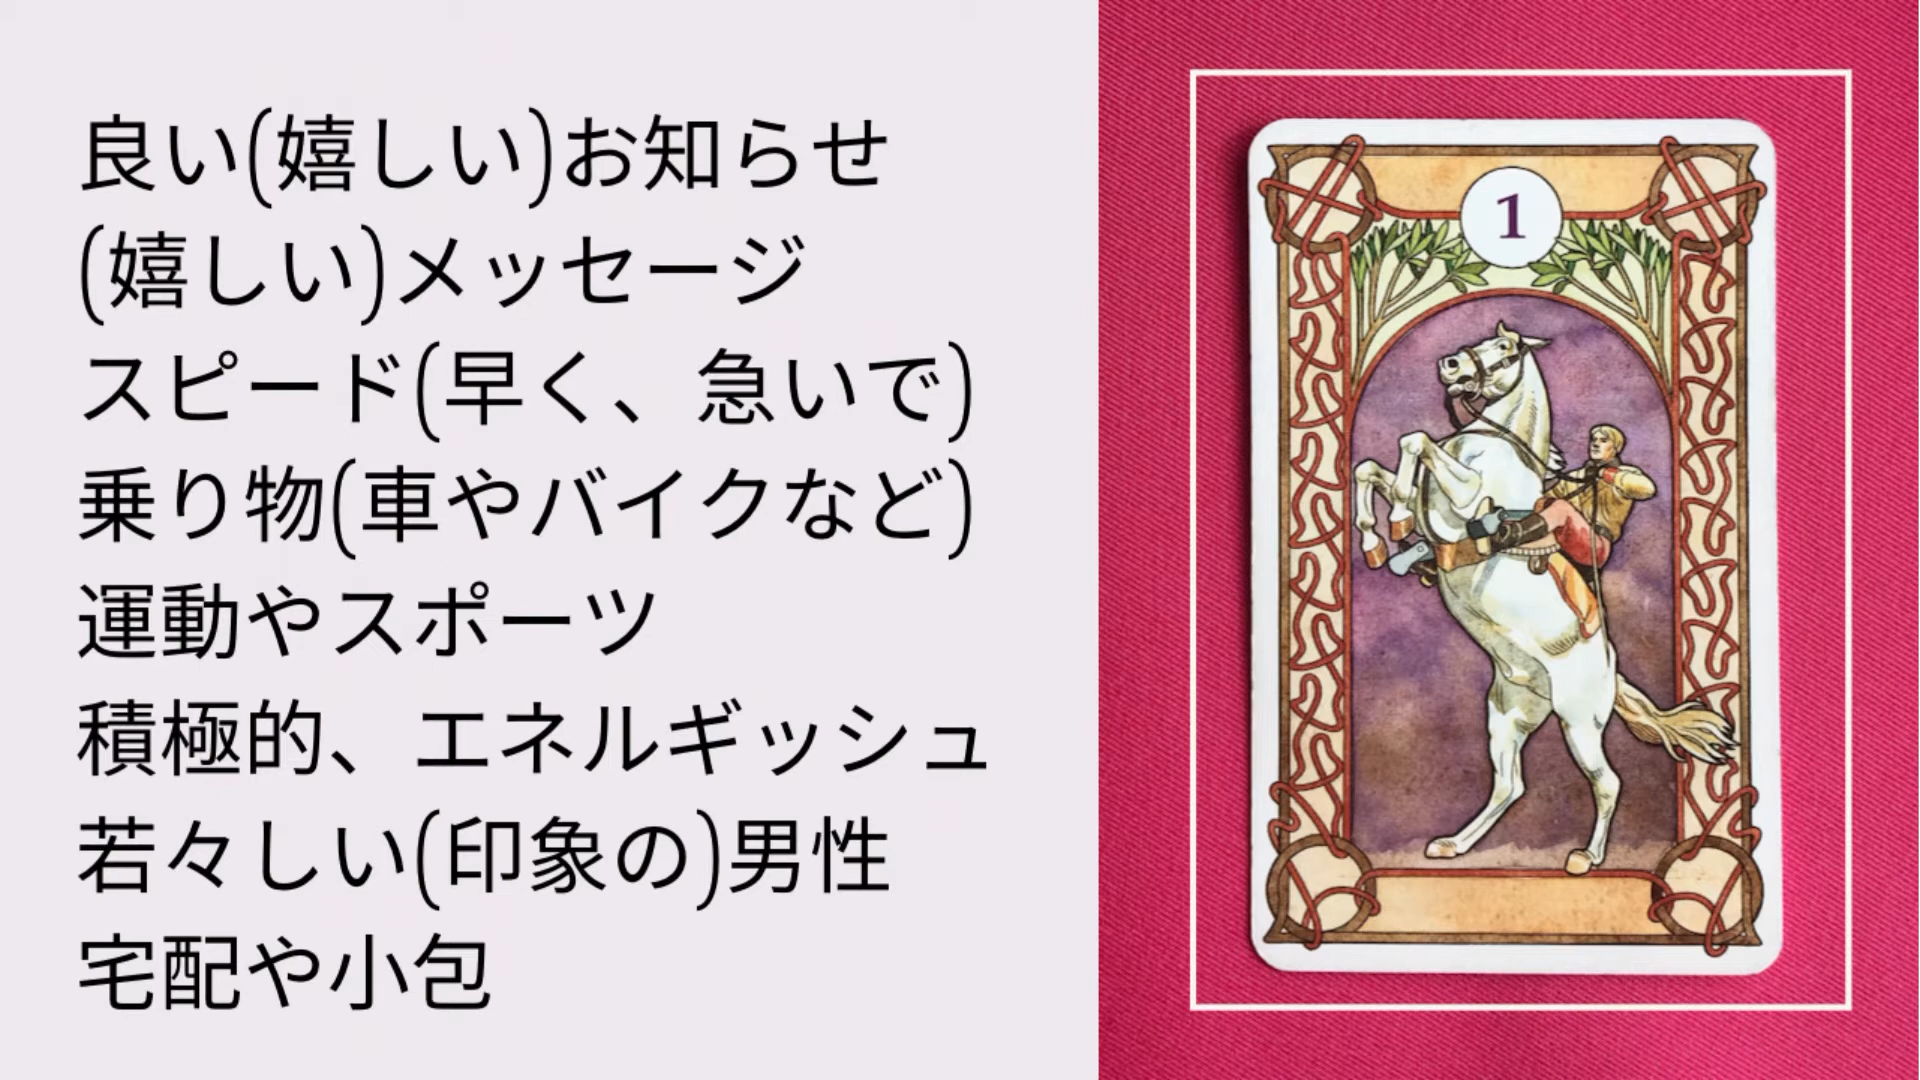 良い(嬉しい)お知らせ
(嬉しい)メッセージ
スピード(早く、急いで)
乗り物(車やバイクなど)
運動やスポーツ
積極的、エネルギッシュ
若々しい(印象の)男性
宅配や小包
1